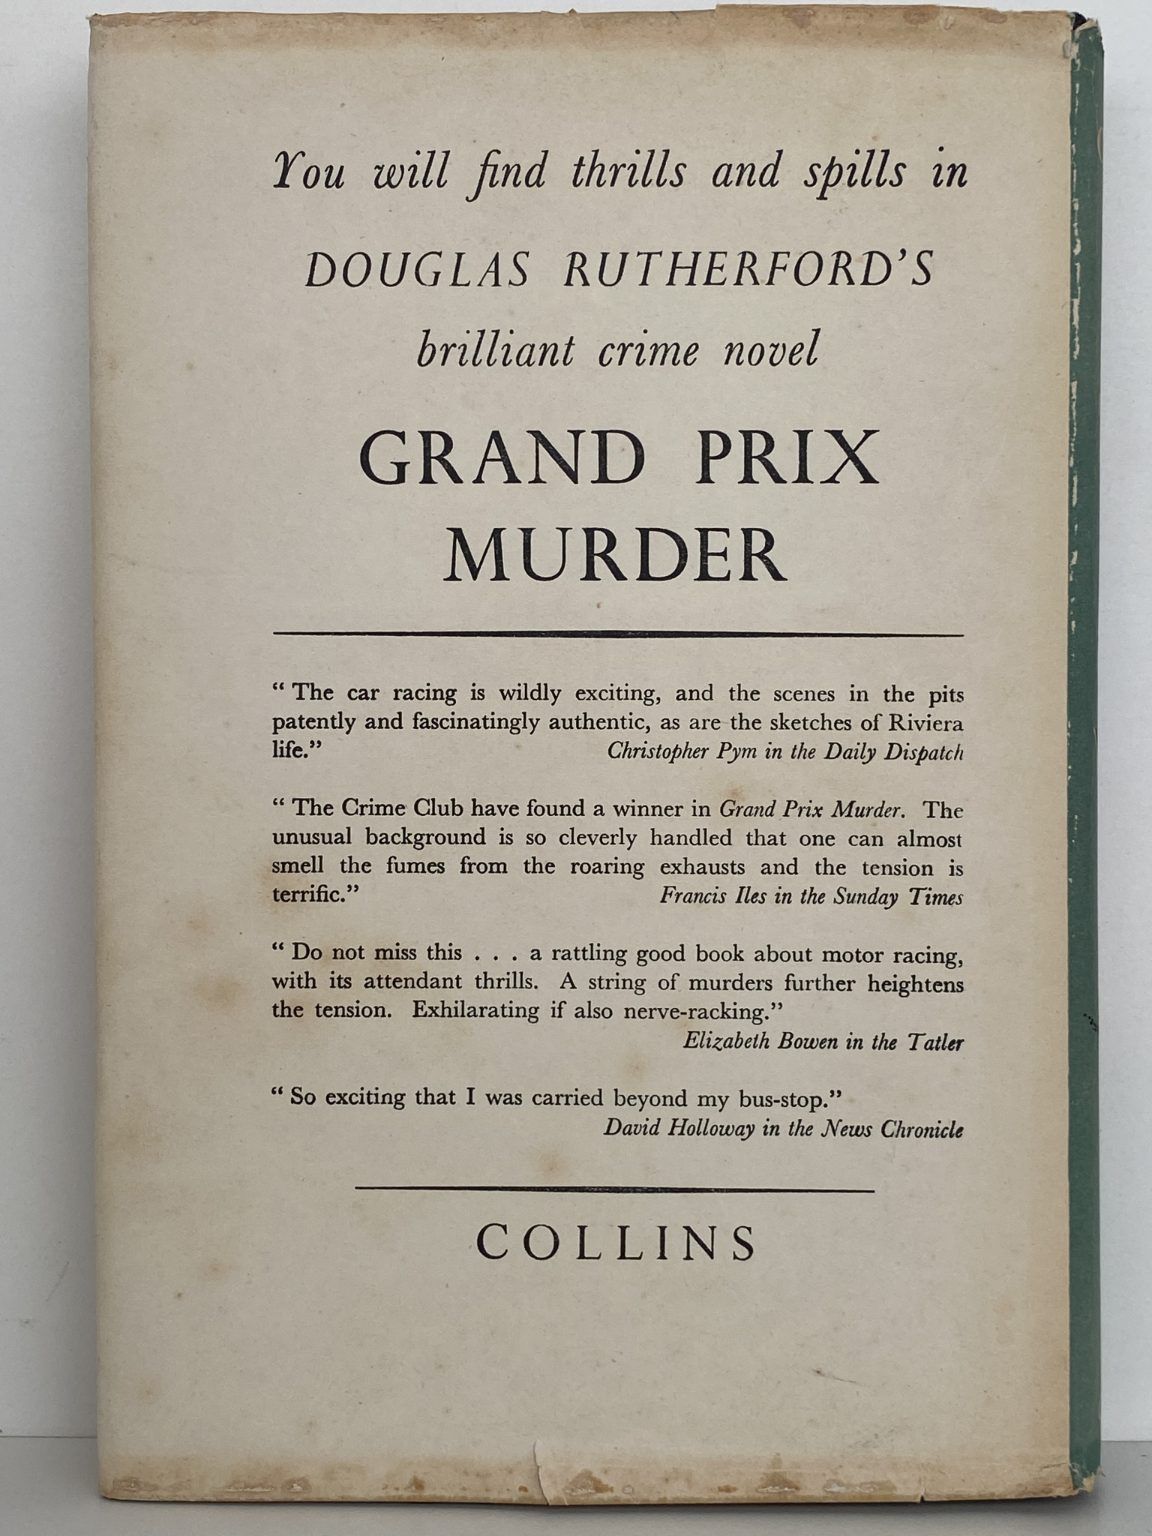 You will find thrills and spills in
DOUGLAS RUTHERFORD'S
brilliant crime novel
GRAND PRIX
MURDER
“ The car racing is wildly exciting, and the scenes in the pits
patently and fascinatingly authentic, as are the sketches of Riviera
life.” Christopher Pym in the Daily Dispatch
“ The Crime Club have found a winner in Grand Prix Murder. The
unusual background is so cleverly handled that one can almost
smell the fumes from the roaring exhausts and the tension is
terrific.” Francis Iles in the Sunday Times
“ Do not miss this . . . a rattling good book about motor racing,
with its attendant thrills. A string of murders further heightens
the tension. Exhilarating if also nerve-racking.”
Elizabeth Bowen in the Tatler
“ So exciting that I was carried beyond my bus-stop.”
David Holloway in the News Chronicle
COLLINS